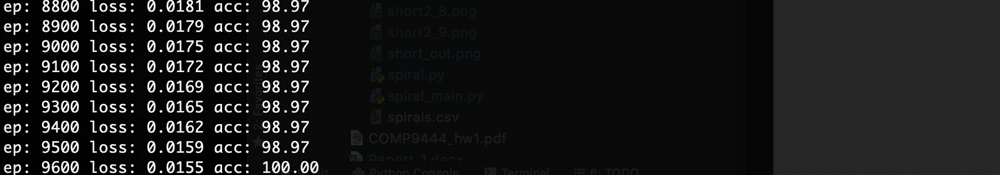 ep: 8800 loss: 0.0181 acc: 98.97
ep: 8900 loss: 0.0179 acc: 98.97
ep: 9000 loss: 0.0175 acc: 98.97
ep: 9100 loss: 0.0172 acc: 98.97
ep: 9200 loss: 0.0169 acc: 98.97
ep: 9300 loss: 0.0165 acc: 98.97
ep: 9400 loss: 0.0162 acc: 98.97
ep: 9500 loss: 0.0159 acc: 98.97
ep: 9600 loss: 0.0155 acc: 100.00
2: Favorites
short2_8.png
short2_9.png
short_out.png
spiral.py
spiral_main.py
spirals.csv
COMP9444_hw1.pdf
Report_1.docx
Python Console
Terminal
6: TODO